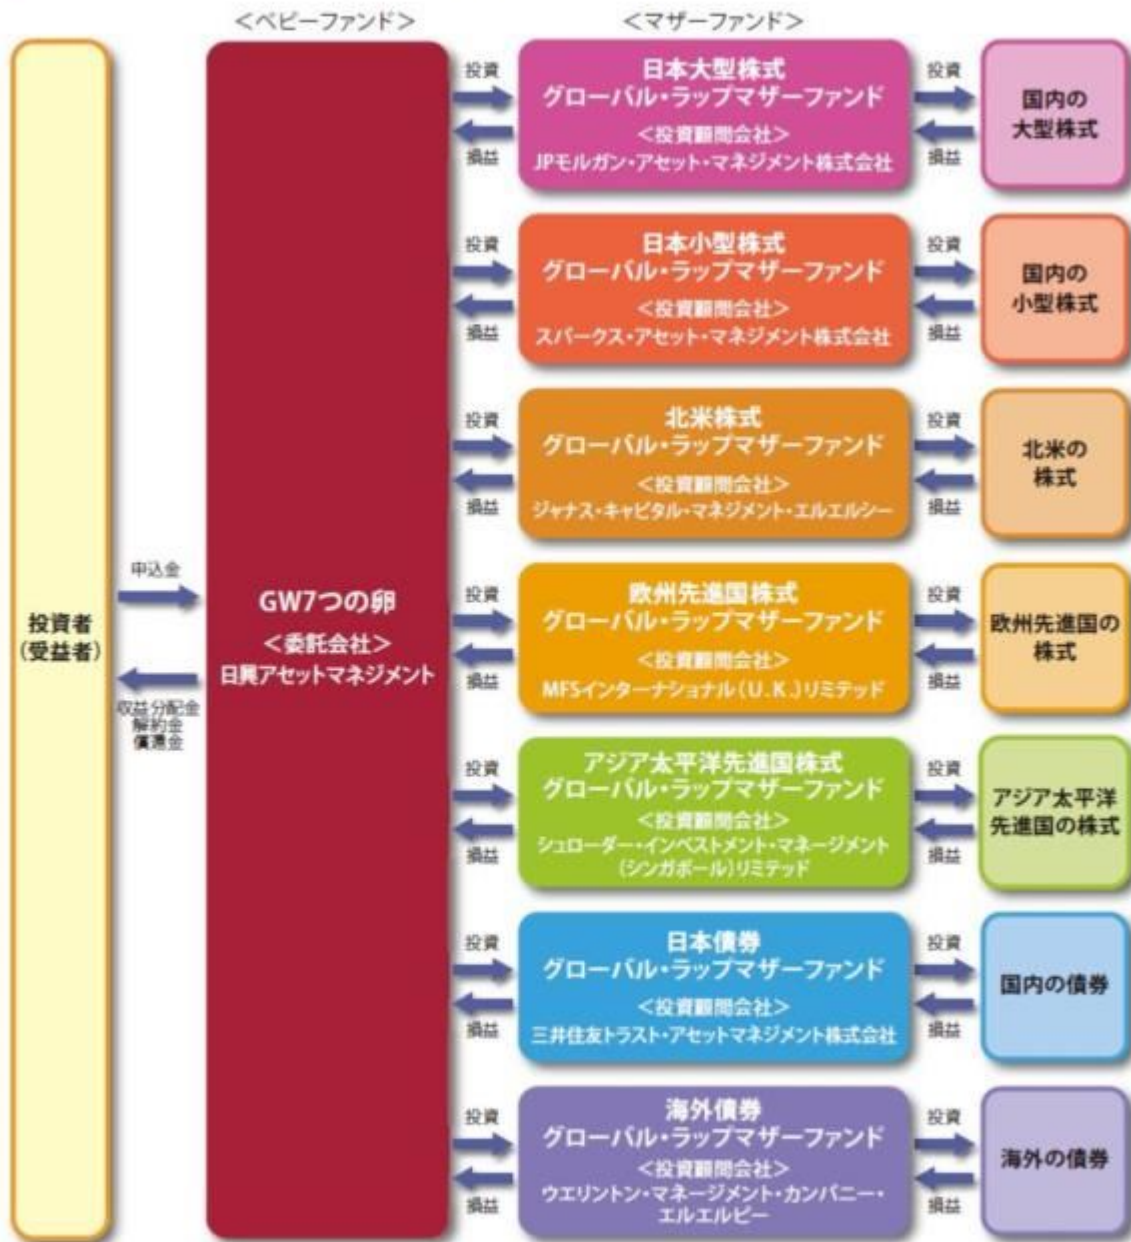 ＜ベビーファンド＞
＜マザーファンド＞
投資者
（受益者）
申込金
収益分配金
解約金
償還金
GW7つの卵
＜委託会社＞
日興アセットマネジメント
投資
損益
日本大型株式
グローバル・ラップマザーファンド
＜投資顧問会社＞
JPモルガン・アセット・マネジメント株式会社
投資
損益
国内の
大型株式
投資
損益
日本小型株式
グローバル・ラップマザーファンド
＜投資顧問会社＞
スパークス・アセット・マネジメント株式会社
投資
損益
国内の
小型株式
投資
損益
北米株式
グローバル・ラップマザーファンド
＜投資顧問会社＞
ジャナス・キャピタル・マネジメント・エルエルシー
投資
損益
北米の
株式
投資
損益
欧州先進国株式
グローバル・ラップマザーファンド
＜投資顧問会社＞
MFSインターナショナル（U.K.）リミテッド
投資
損益
欧州先進国の
株式
投資
損益
アジア太平洋先進国株式
グローバル・ラップマザーファンド
＜投資顧問会社＞
シュローダー・インベストメント・マネージメント
（シンガポール）リミテッド
投資
損益
アジア太平洋
先進国の株式
投資
損益
日本債券
グローバル・ラップマザーファンド
＜投資顧問会社＞
三井住友トラスト・アセットマネジメント株式会社
投資
損益
国内の債券
投資
損益
海外債券
グローバル・ラップマザーファンド
＜投資顧問会社＞
ウエリントン・マネージメント・カンパニー・
エルエルピー
投資
損益
海外の債券